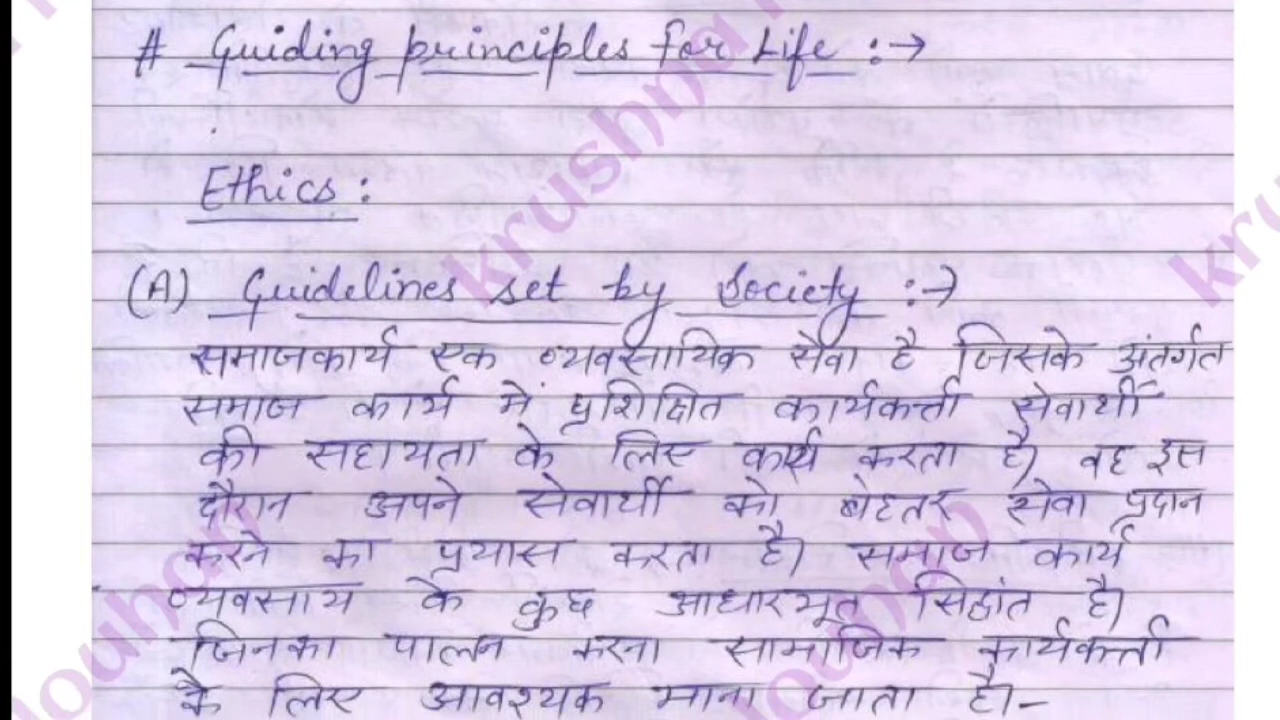 # Guiding principles for Life :→
Ethics :
(A) Guidelines set by Society :→
समाजकार्य एक व्यवसायिक सेवा है जिसके अंतर्गत
समाज कार्य में प्रशिक्षित कार्यकर्त्ता सेवार्थी
की सहायता के लिए कार्य करता है। वह इस
दौरान अपने सेवार्थी को बेहतर सेवा प्रदान
करने का प्रयास करता है। समाज कार्य
व्यवसाय के कुछ आधारभूत सिद्धांत है।
जिनका पालन करना सामाजिक कार्यकर्त्ता
के लिए आवश्यक माना जाता है।-
krushna